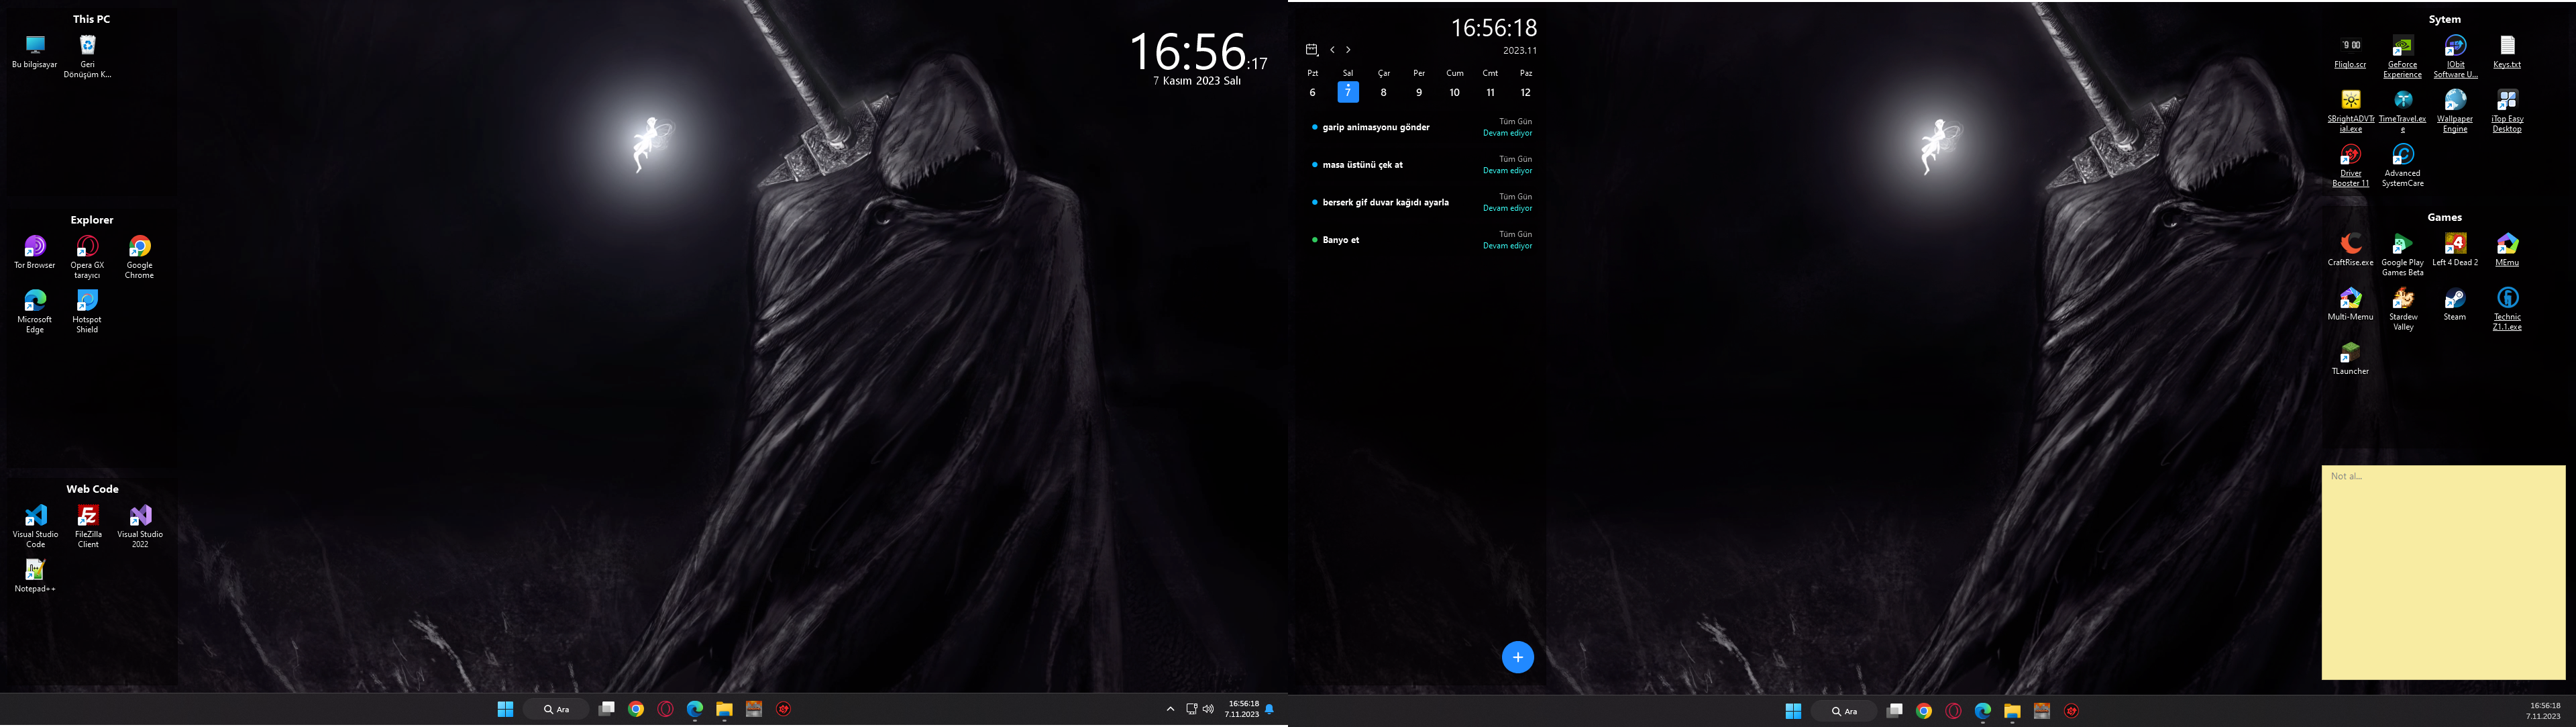 This PC
Bu bilgisayar
Geri
Dönüşüm K...
Explorer
Tor Browser
Opera GX
tarayıcı
Google
Chrome
Microsoft
Edge
Hotspot
Shield
Web Code
Visual Studio
Code
FileZilla
Client
Visual Studio
2022
Notepad++
16:56:17
7 Kasım 2023 Salı
Ara
16:56:18
7.11.2023
16:56:18
2023.11
Pzt Sal Çar Per Cum Cmt Paz
6 7 8 9 10 11 12
garip animasyonu gönder
Tüm Gün
Devam ediyor
masa üstünü çek at
Tüm Gün
Devam ediyor
berserk gif duvar kağıdı ayarla
Tüm Gün
Devam ediyor
Banyo et
Tüm Gün
Devam ediyor
Sytem
Fliqlo.scr
GeForce
Experience
IObit
Software U...
Keys.txt
SBrightADVTr
ial.exe
TimeTravel.ex
e
Wallpaper
Engine
iTop Easy
Desktop
Driver
Booster 11
Advanced
SystemCare
Games
CraftRise.exe
Google Play
Games Beta
Left 4 Dead 2
MEmu
Multi-Memu
Stardew
Valley
Steam
Technic
Z1.1.exe
TLauncher
Not al...
Ara
16:56:18
7.11.2023